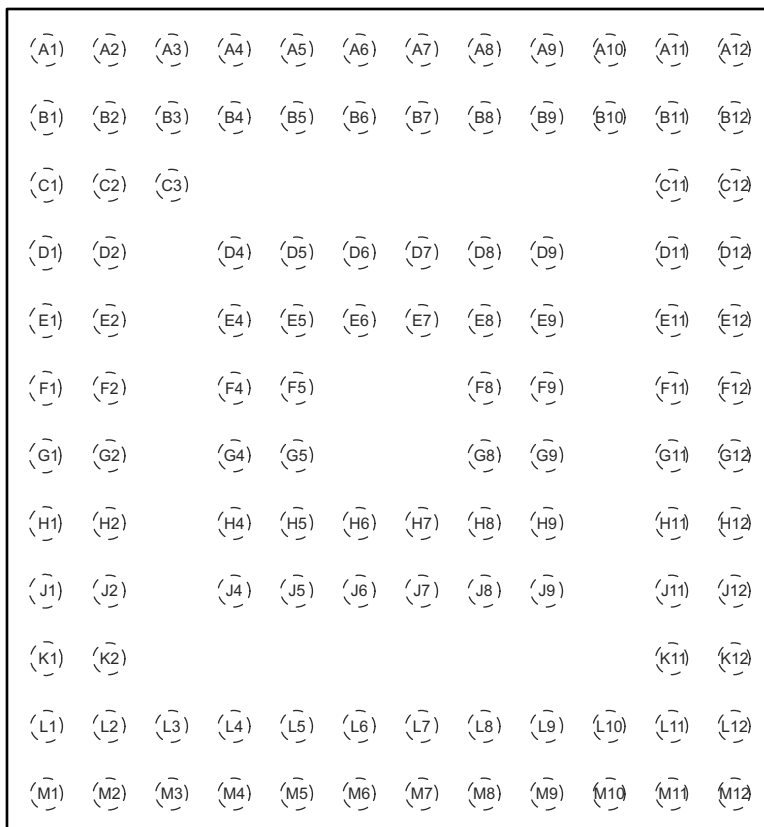 A1 A2 A3 A4 A5 A6 A7 A8 A9 A10 A11 A12
B1 B2 B3 B4 B5 B6 B7 B8 B9 B10 B11 B12
C1 C2 C3 C11 C12
D1 D2 D4 D5 D6 D7 D8 D9 D11 D12
E1 E2 E4 E5 E6 E7 E8 E9 E11 E12
F1 F2 F4 F5 F8 F9 F11 F12
G1 G2 G4 G5 G8 G9 G11 G12
H1 H2 H4 H5 H6 H7 H8 H9 H11 H12
J1 J2 J4 J5 J6 J7 J8 J9 J11 J12
K1 K2 K11 K12
L1 L2 L3 L4 L5 L6 L7 L8 L9 L10 L11 L12
M1 M2 M3 M4 M5 M6 M7 M8 M9 M10 M11 M12